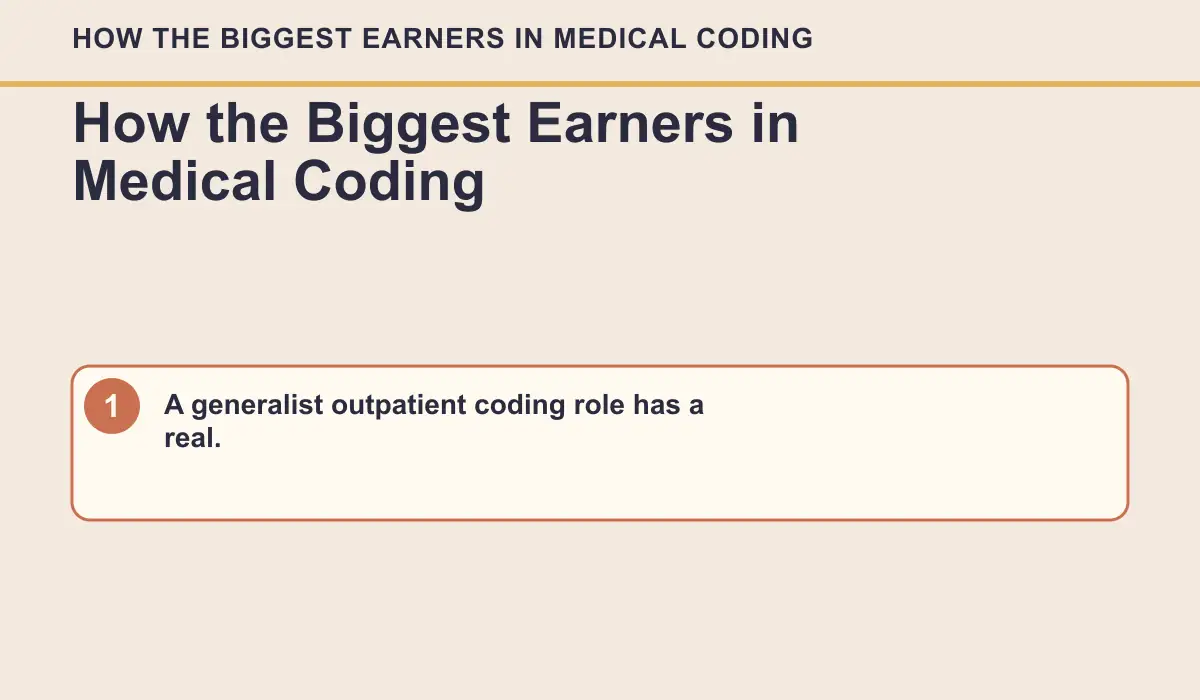 HOW THE BIGGEST EARNERS IN MEDICAL CODING
How the Biggest Earners in
Medical Coding
1
A generalist outpatient coding role has a
real.